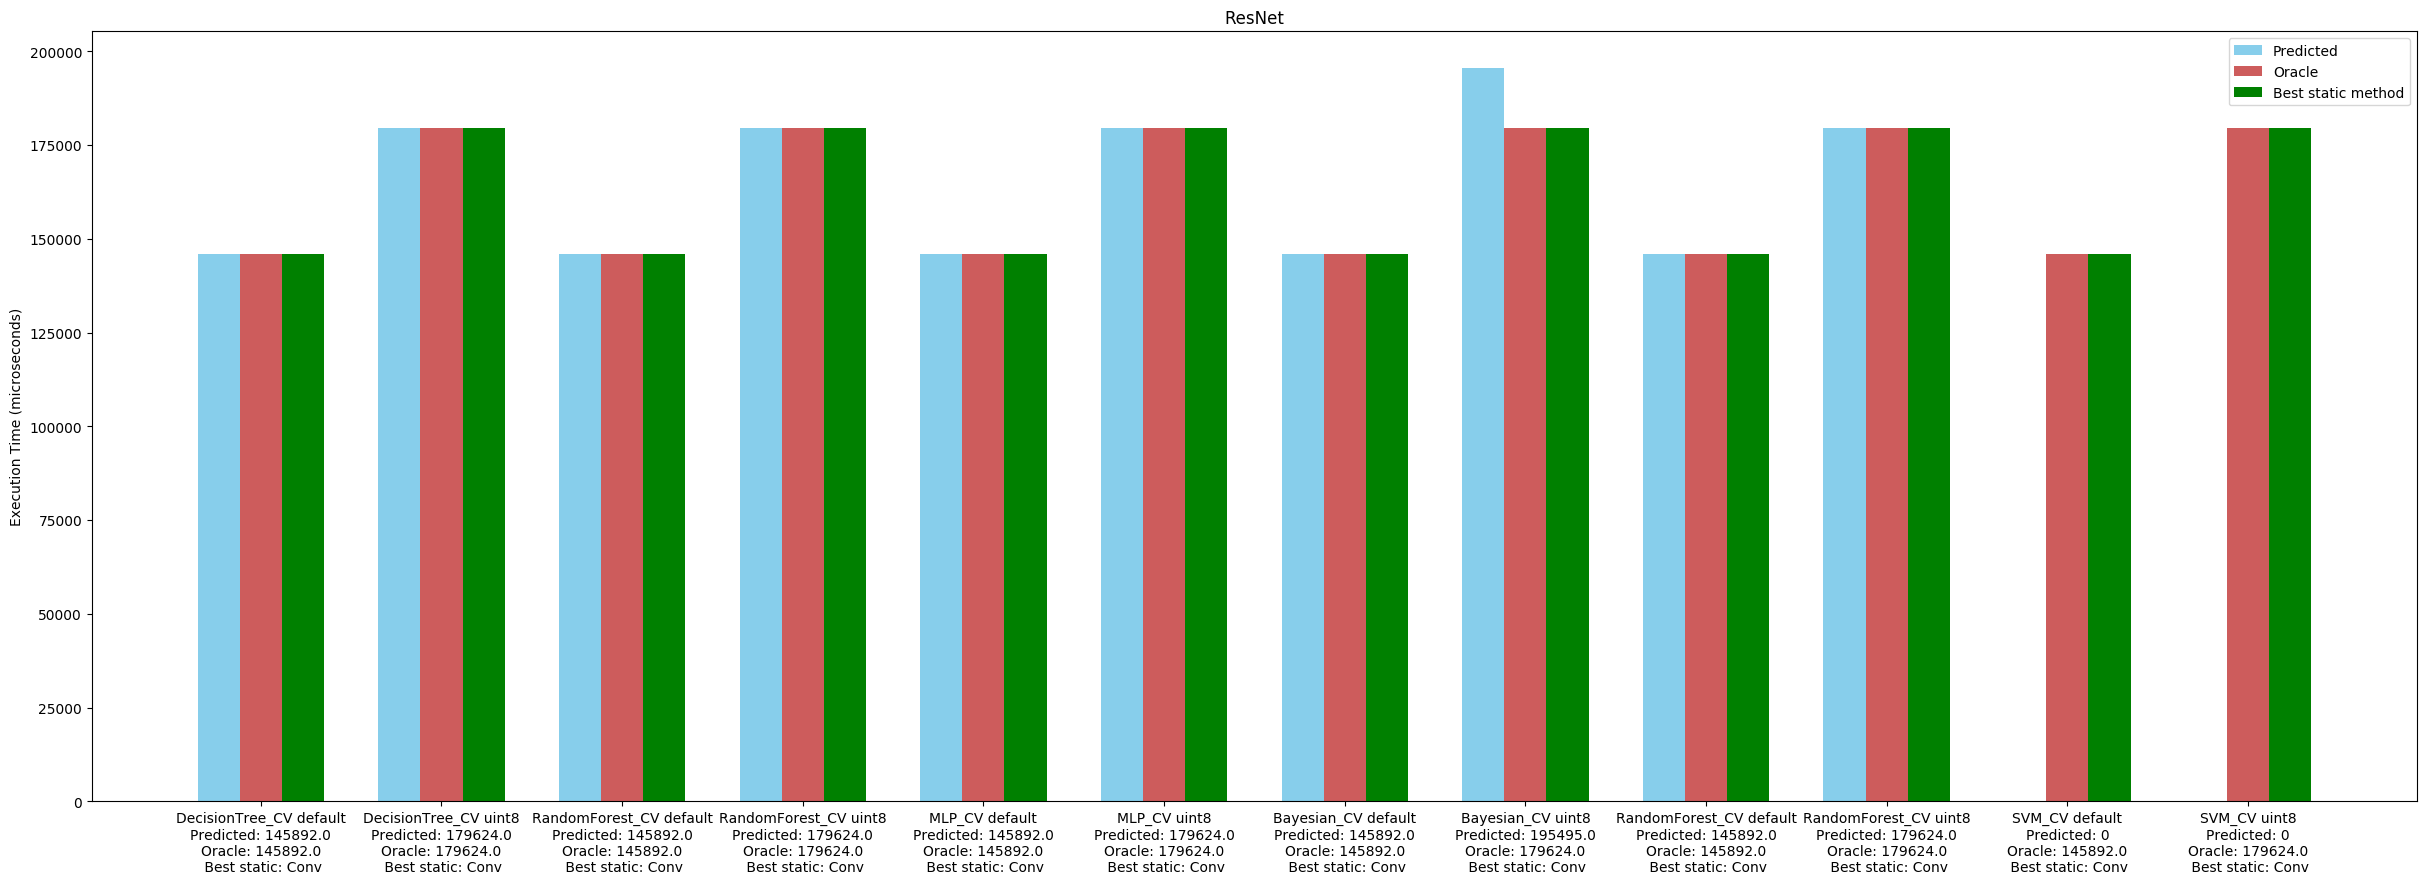 ResNet
Predicted
Oracle
Best static method
Execution Time (microseconds)
200000
175000
150000
125000
100000
75000
50000
25000
0
DecisionTree_CV default
Predicted: 145892.0
Oracle: 145892.0
Best static: Conv
DecisionTree_CV uint8
Predicted: 179624.0
Oracle: 179624.0
Best static: Conv
RandomForest_CV default
Predicted: 145892.0
Oracle: 145892.0
Best static: Conv
RandomForest_CV uint8
Predicted: 179624.0
Oracle: 179624.0
Best static: Conv
MLP_CV default
Predicted: 145892.0
Oracle: 145892.0
Best static: Conv
MLP_CV uint8
Predicted: 179624.0
Oracle: 179624.0
Best static: Conv
Bayesian_CV default
Predicted: 145892.0
Oracle: 145892.0
Best static: Conv
Bayesian_CV uint8
Predicted: 195495.0
Oracle: 179624.0
Best static: Conv
RandomForest_CV default
Predicted: 145892.0
Oracle: 145892.0
Best static: Conv
RandomForest_CV uint8
Predicted: 179624.0
Oracle: 179624.0
Best static: Conv
SVM_CV default
Predicted: 0
Oracle: 145892.0
Best static: Conv
SVM_CV uint8
Predicted: 0
Oracle: 179624.0
Best static: Conv